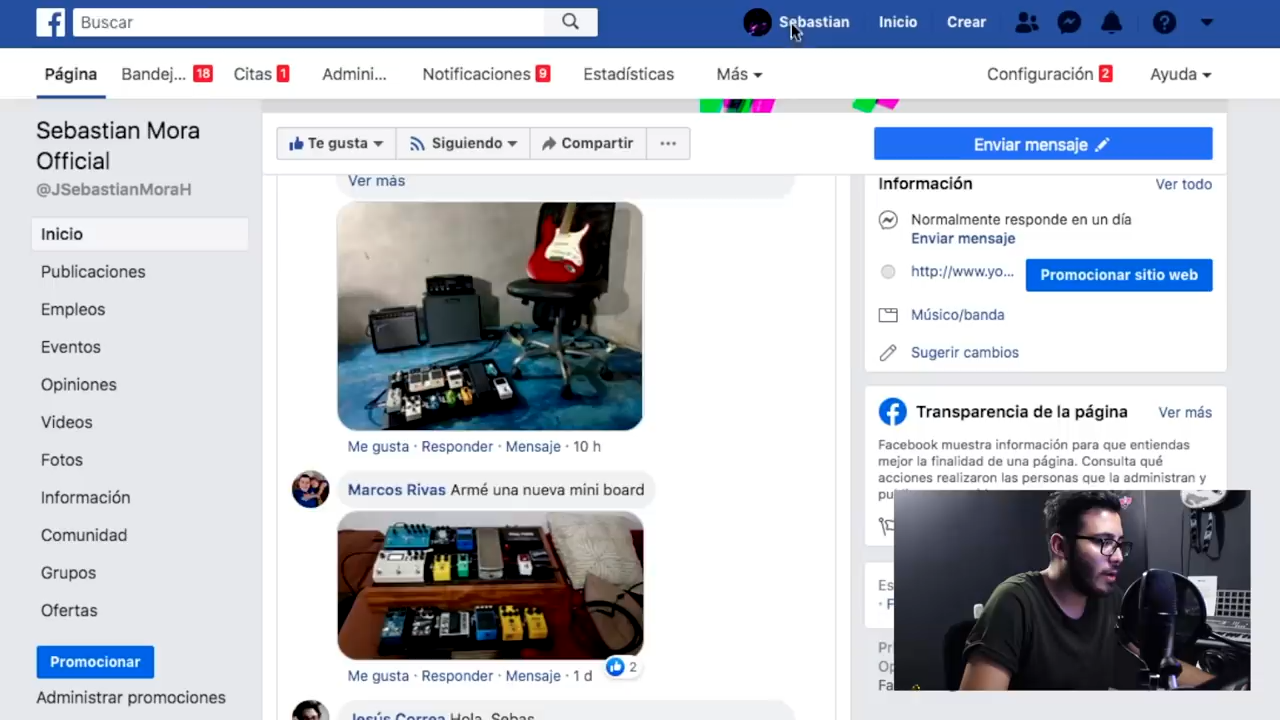 Buscar
Sebastian
Inicio
Crear
Página
Bandej... 18
Citas 1
Admini...
Notificaciones 9
Estadísticas
Más
Configuración 2
Ayuda
Sebastian Mora
Official
@JSebastianMoraH
Inicio
Publicaciones
Empleos
Eventos
Opiniones
Videos
Fotos
Información
Comunidad
Grupos
Ofertas
Promocionar
Administrar promociones
Te gusta
Siguiendo
Compartir
Enviar mensaje
Ver más
Me gusta · Responder · Mensaje · 10 h
Marcos Rivas Armé una nueva mini board
Me gusta · Responder · Mensaje · 1 d
2
Jesús Correa Hola, Sebas
Información Ver todo
Normalmente responde en un día
Enviar mensaje
http://www.yo...
Promocionar sitio web
Músico/banda
Sugerir cambios
Transparencia de la página Ver más
Facebook muestra información para que entiendas
mejor la finalidad de una página. Consulta qué
acciones realizaron las personas que la administran y